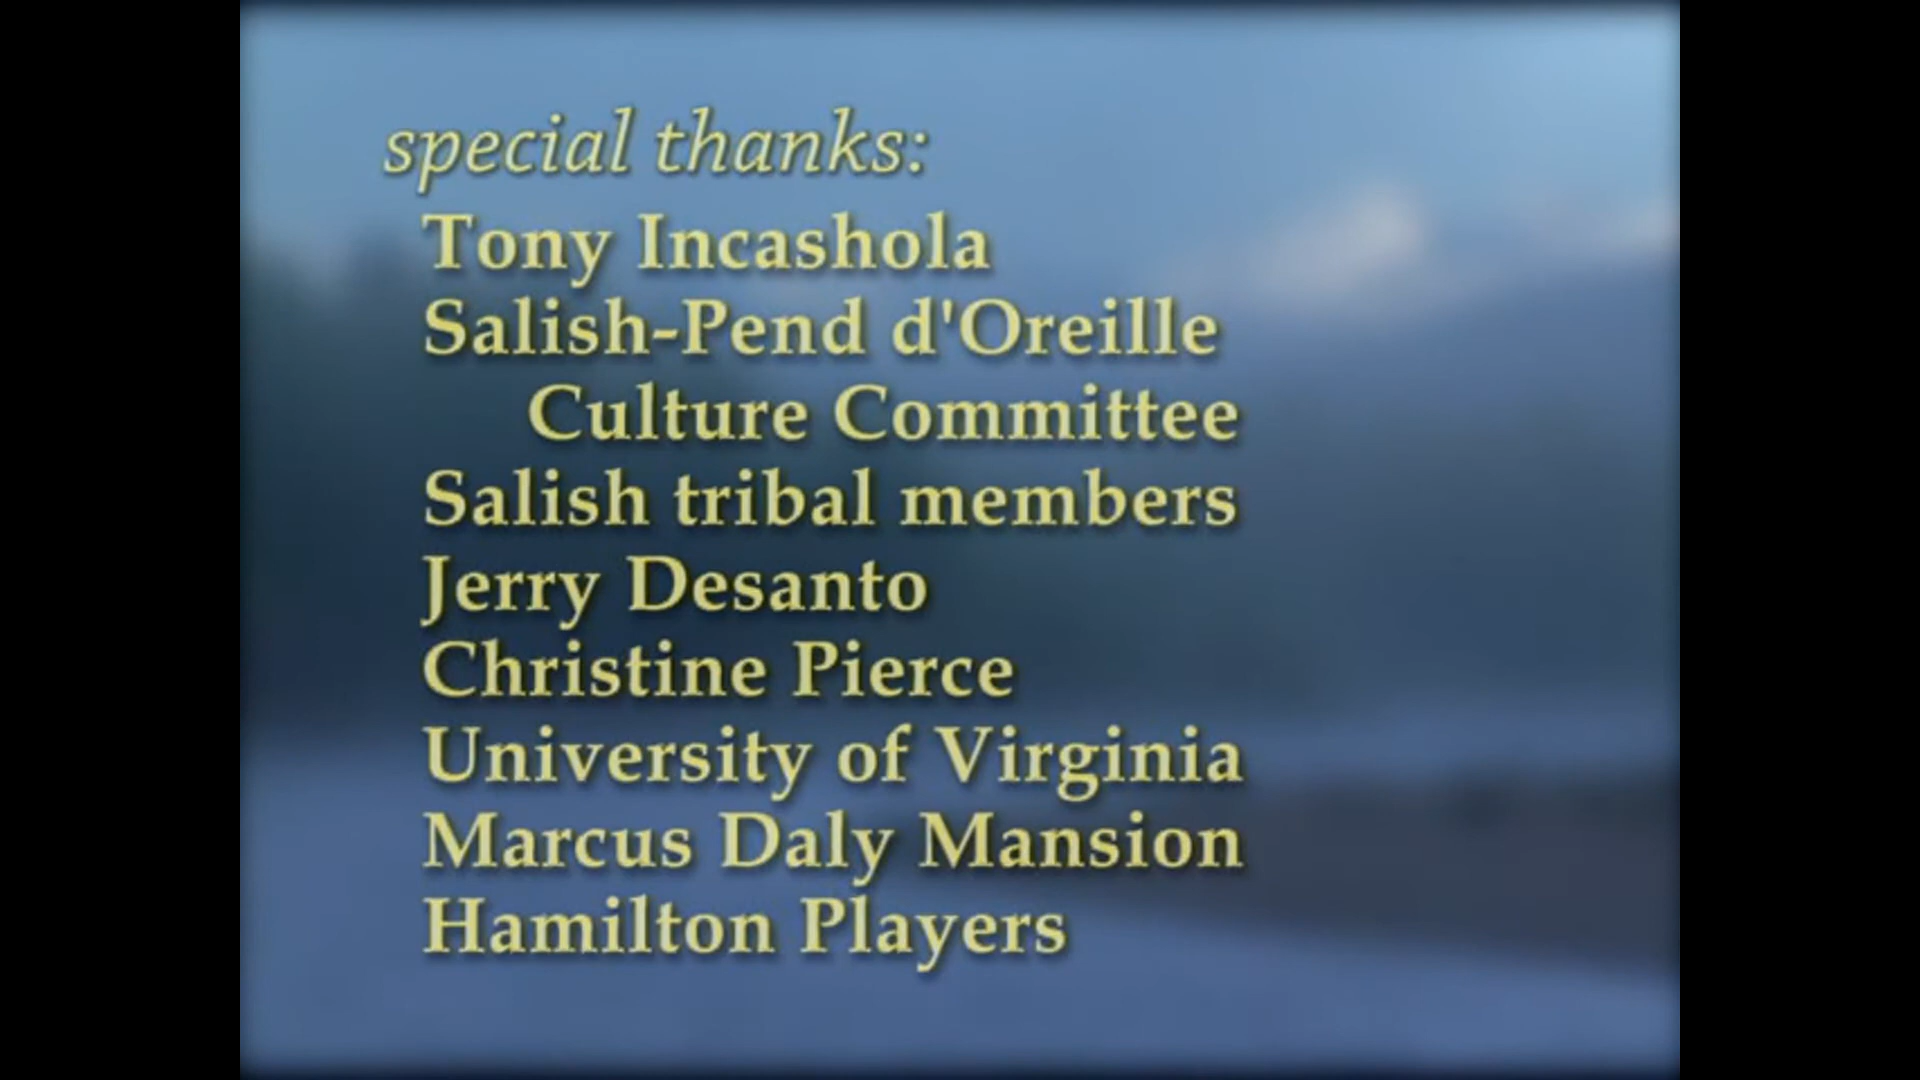 special thanks:
Tony Incashola
Salish-Pend d'Oreille
Culture Committee
Salish tribal members
Jerry Desanto
Christine Pierce
University of Virginia
Marcus Daly Mansion
Hamilton Players